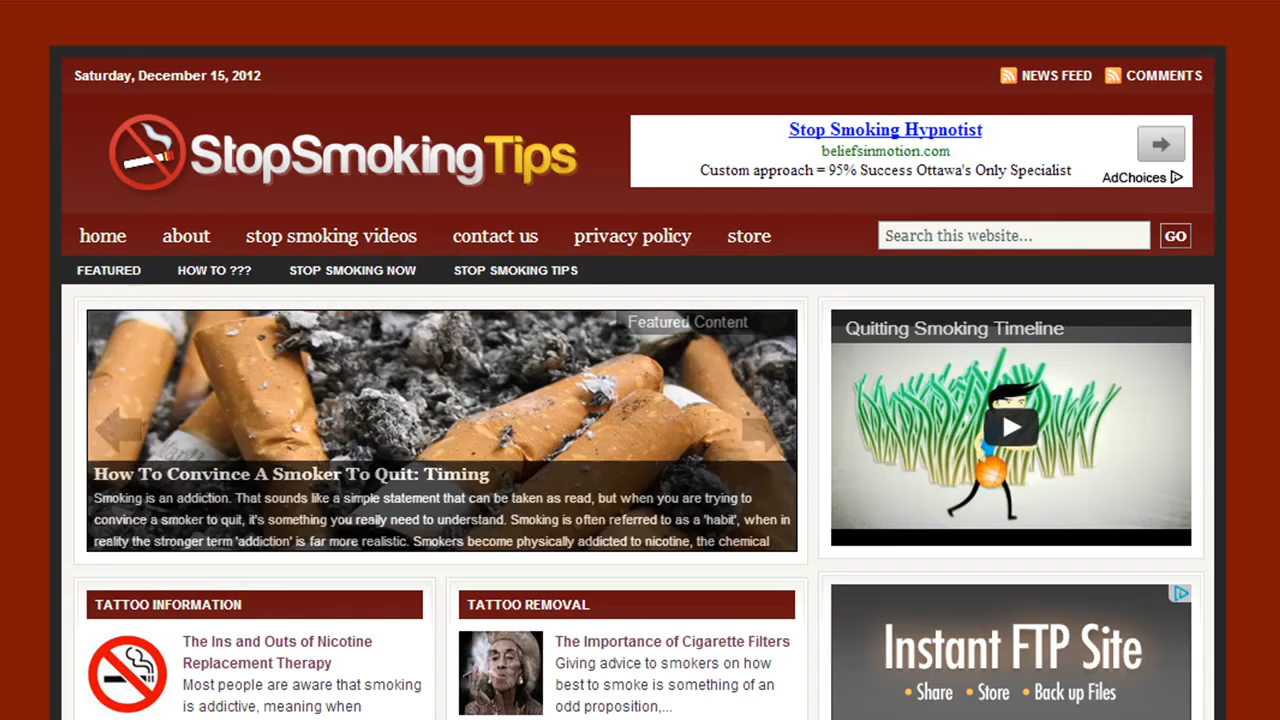 Saturday, December 15, 2012
NEWS FEED
COMMENTS
StopSmokingTips
Stop Smoking Hypnotist
beliefsinmotion.com
Custom approach = 95% Success Ottawa's Only Specialist
AdChoices
home
about
stop smoking videos
contact us
privacy policy
store
Search this website...
GO
FEATURED
HOW TO ???
STOP SMOKING NOW
STOP SMOKING TIPS
Featured Content
How To Convince A Smoker To Quit: Timing
Smoking is an addiction. That sounds like a simple statement that can be taken as read, but when you are trying to
convince a smoker to quit, it's something you really need to understand. Smoking is often referred to as a 'habit', when in
reality the stronger term 'addiction' is far more realistic. Smokers become physically addicted to nicotine, the chemical
Quitting Smoking Timeline
TATTOO INFORMATION
The Ins and Outs of Nicotine
Replacement Therapy
Most people are aware that smoking
is addictive, meaning when
TATTOO REMOVAL
The Importance of Cigarette Filters
Giving advice to smokers on how
best to smoke is something of an
odd proposition,...
Instant FTP Site
• Share • Store • Back up Files